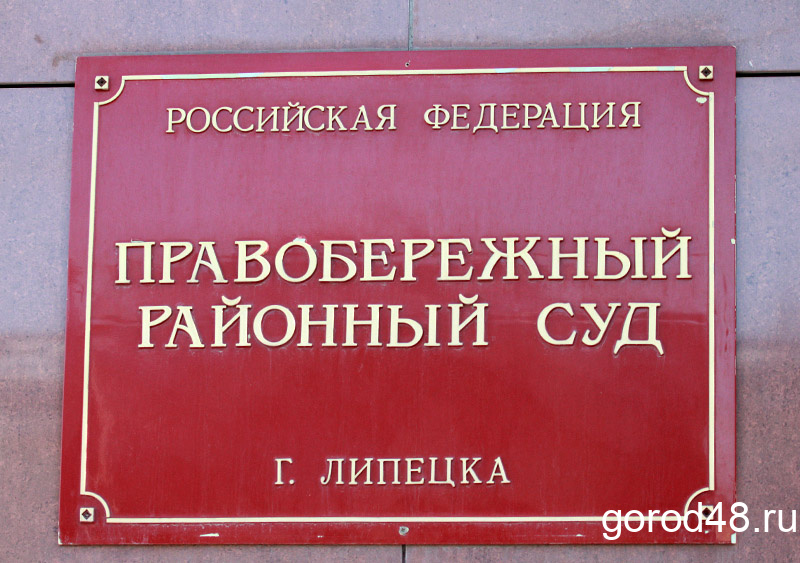 РОССИЙСКАЯ ФЕДЕРАЦИЯ
ПРАВОБЕРЕЖНЫЙ
РАЙОННЫЙ СУД
Г. ЛИПЕЦКА
gorod48.ru